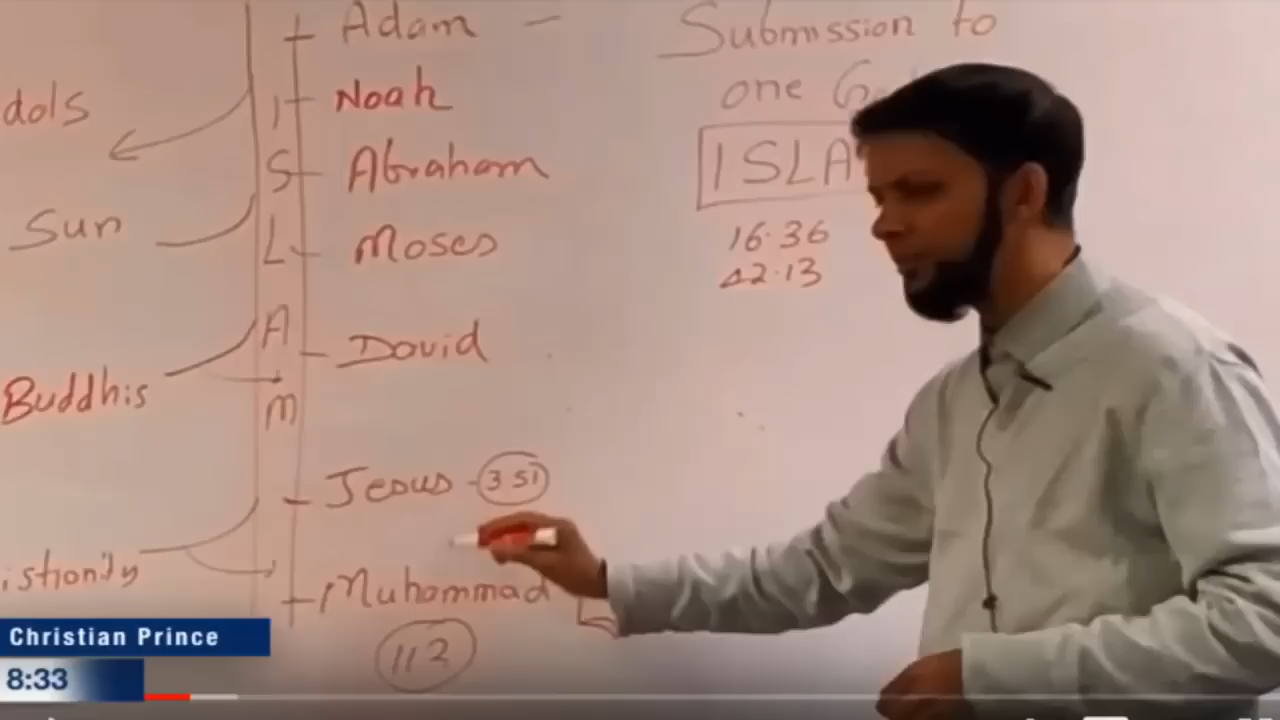 Adam -
Submission to
one G
dols
Noah
I
S
L
A
M
Abraham
ISLA
Sun
Moses
16.36
42.13
David
Buddhis
Jesus - 3 51
istionity
Muhammad
112
Christian Prince
8:33